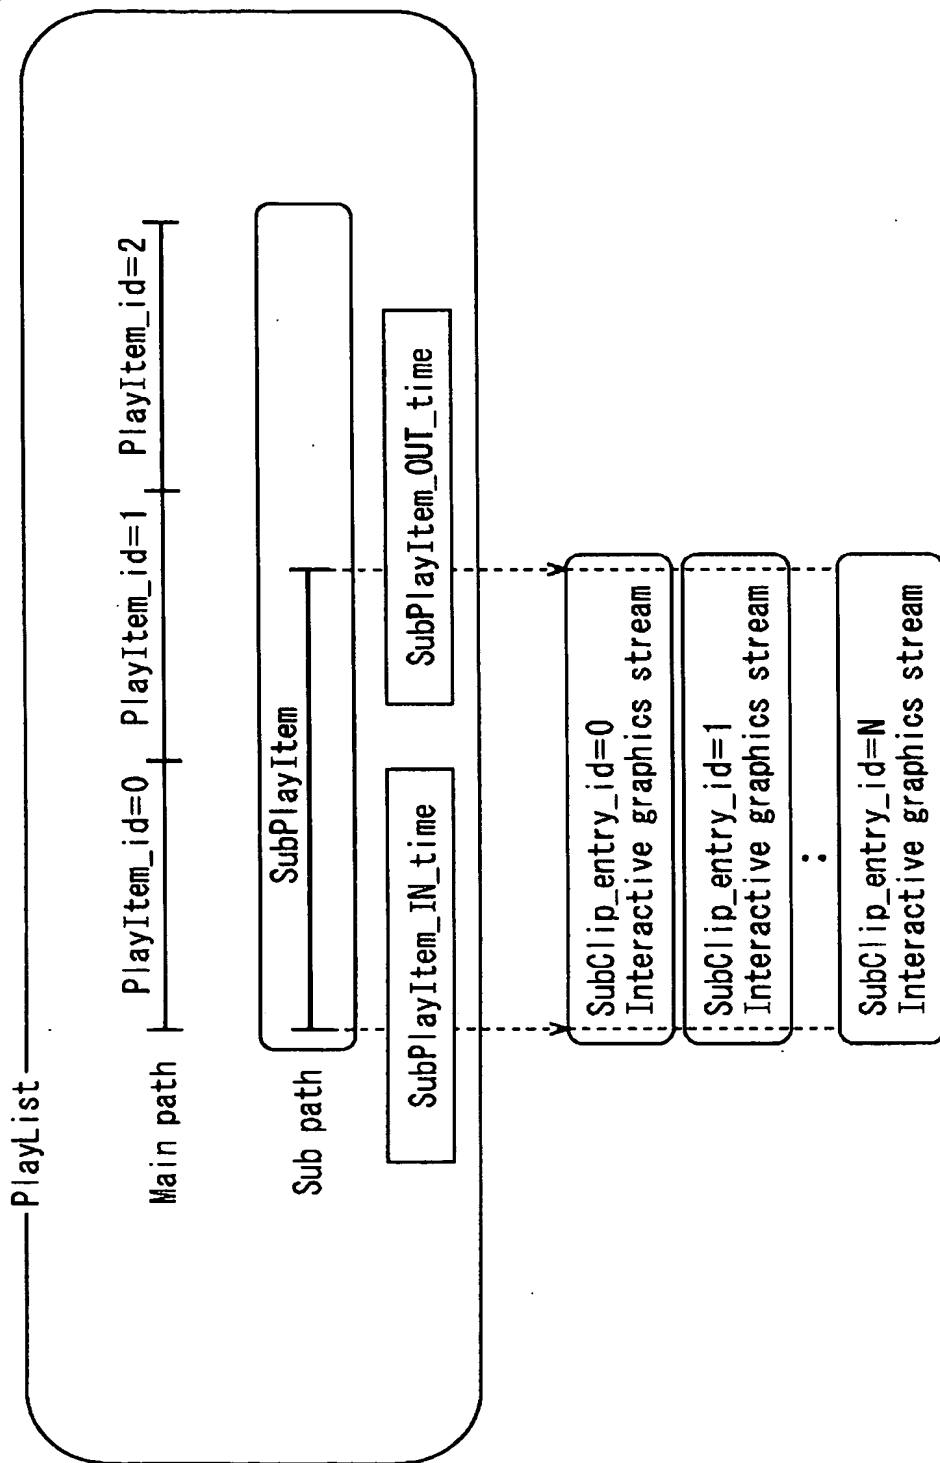 PlayList
Main path
PlayItem_id=0
PlayItem_id=1
PlayItem_id=2
Sub path
SubPlayItem
SubPlayItem_IN_time
SubPlayItem_OUT_time
SubClip_entry_id=0
Interactive graphics stream
SubClip_entry_id=1
Interactive graphics stream
:
SubClip_entry_id=N
Interactive graphics stream